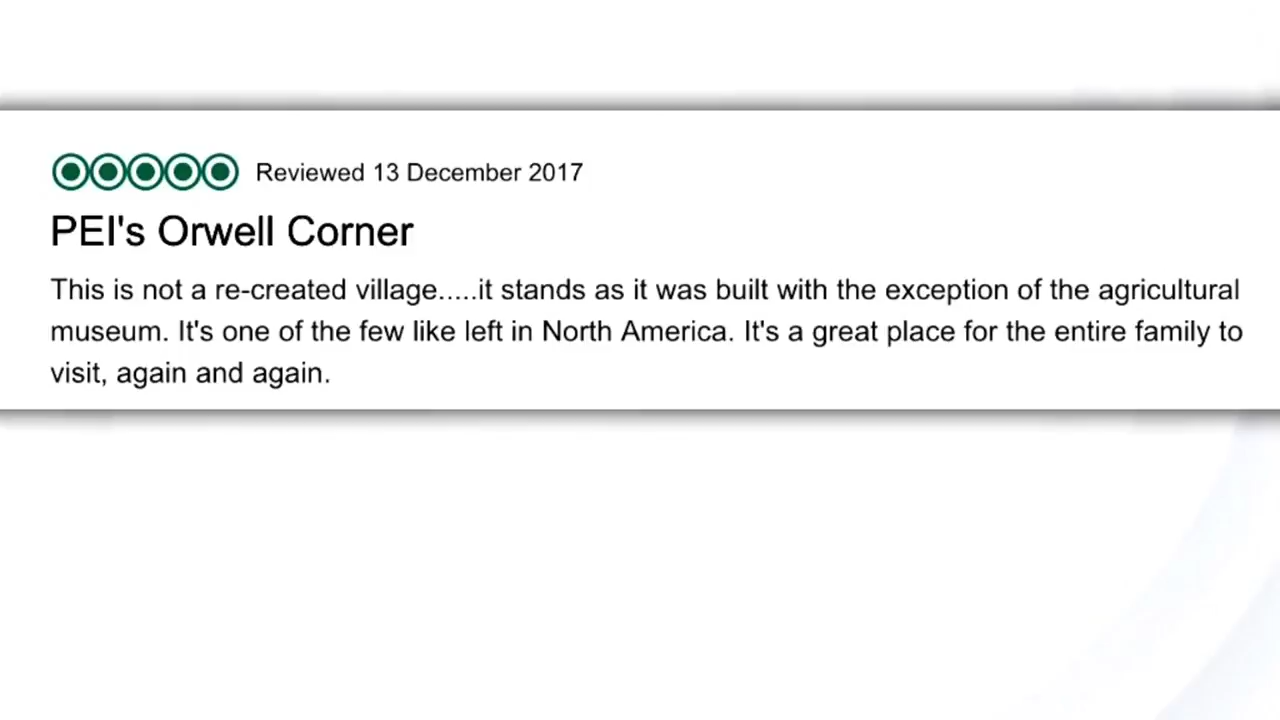 Reviewed 13 December 2017
PEI's Orwell Corner
This is not a re-created village.....it stands as it was built with the exception of the agricultural
museum. It's one of the few like left in North America. It's a great place for the entire family to
visit, again and again.